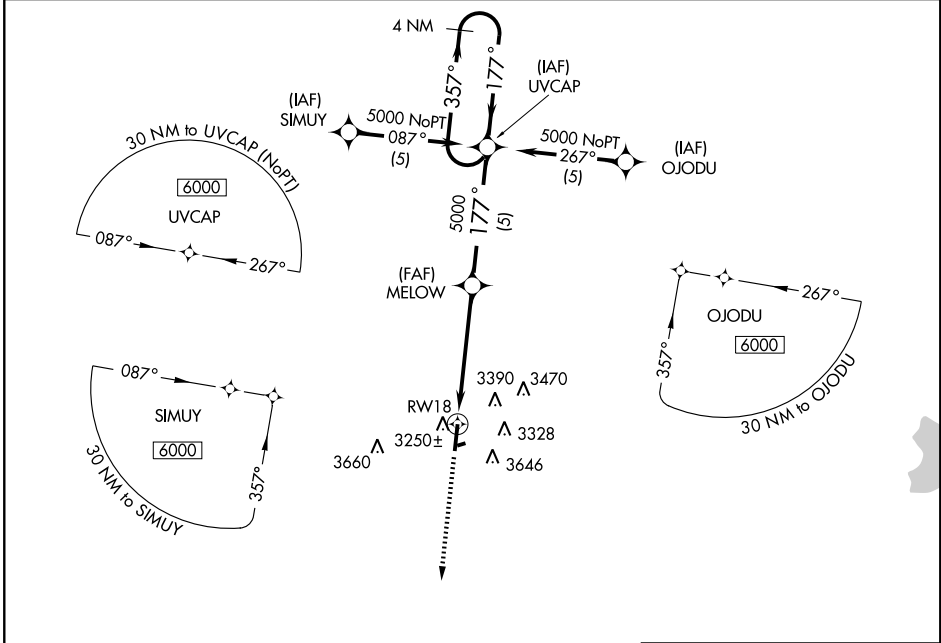 4 NM
357°
177°
(IAF)
UVCAP
(IAF)
SIMUY
5000 NoPT
087°
(5)
5000 NoPT
267°
(5)
(IAF)
OJODU
30 NM to UVCAP (NoPT)
6000
UVCAP
087°
267°
5000
177°
(5)
(FAF)
MELOW
267°
OJODU
6000
357°
30 NM to OJODU
087°
SIMUY
6000
357°
30 NM to SIMUY
RW18
3390
3470
3250±
3328
3660
3646